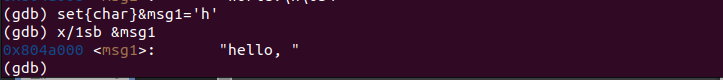 (gdb) set{char}&msg1='h'
(gdb) x/1sb &msg1
0x804a000 <msg1>:        "hello, "
(gdb)